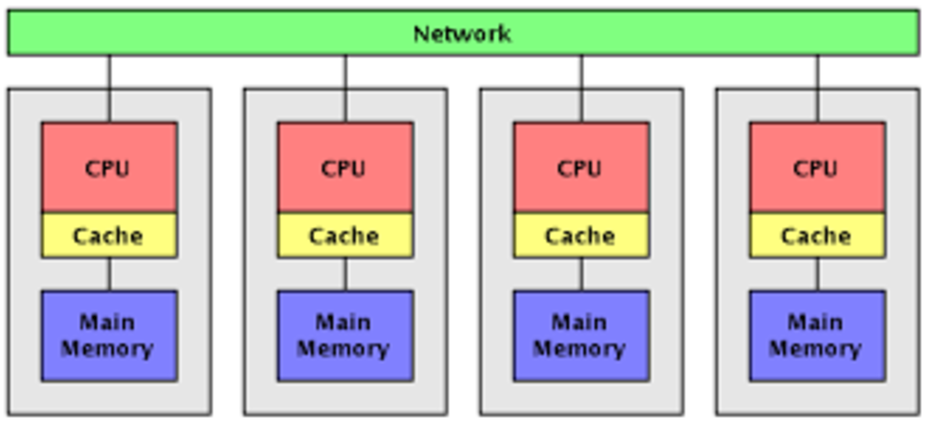 Network
CPU
CPU
CPU
CPU
Cache
Cache
Cache
Cache
Main
Memory
Main
Memory
Main
Memory
Main
Memory